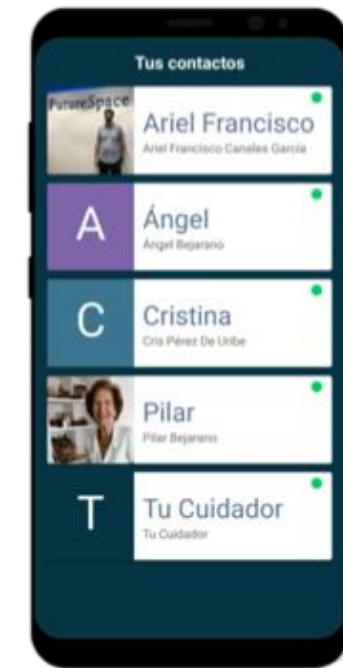 Tus contactos
FutureSpace
Ariel Francisco
Ariel Francisco Canales García
A
Ángel
Ángel Bejarano
C
Cristina
Cris Pérez De Uribe
Pilar
Pilar Bejarano
T
Tu Cuidador
Tu Cuidador